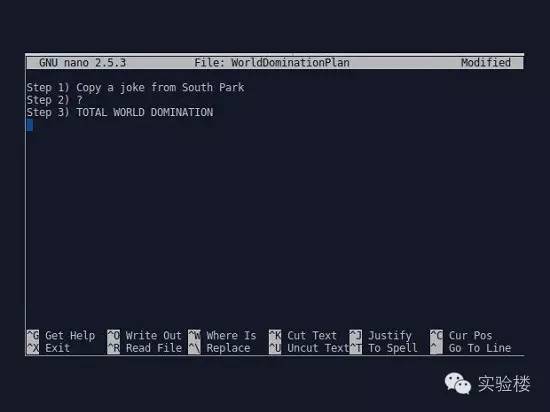 GNU nano 2.5.3 File: WorldDominationPlan Modified
Step 1) Copy a joke from South Park
Step 2) ?
Step 3) TOTAL WORLD DOMINATION
^G Get Help ^O Write Out ^W Where Is ^K Cut Text ^J Justify ^C Cur Pos
^X Exit ^R Read File ^\ Replace ^U Uncut Text ^T To Spell ^_ Go To Line
实验楼